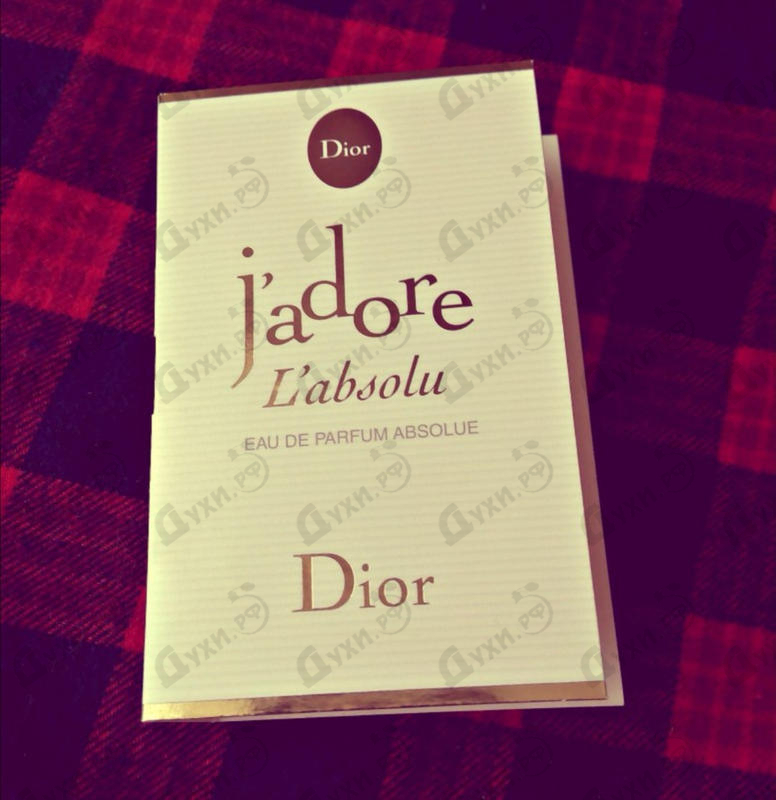 Dior
j'adore
L'absolu
EAU DE PARFUM ABSOLUE
Dior
Духи.рф